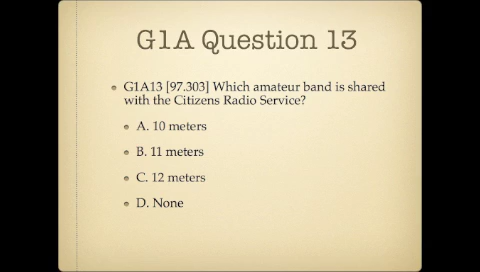 G1A Question 13
G1A13 [97.303] Which amateur band is shared
with the Citizens Radio Service?
A. 10 meters
B. 11 meters
C. 12 meters
D. None